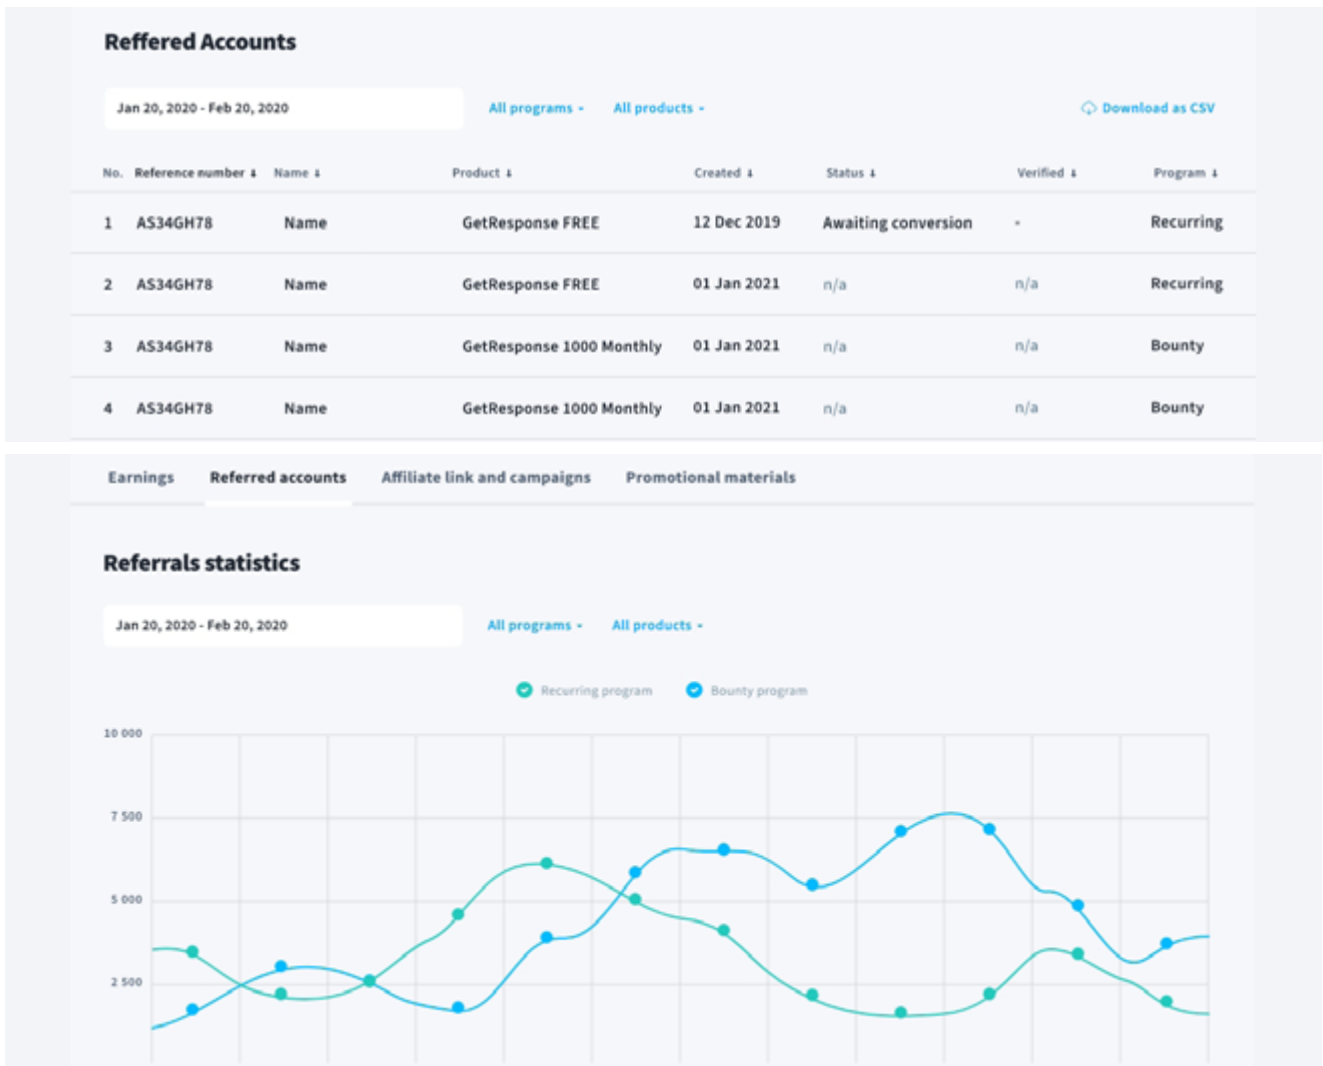 Reffered Accounts
Jan 20, 2020 - Feb 20, 2020 All programs All products Download as CSV
No. Reference number ↓ Name ↓ Product ↓ Created ↓ Status ↓ Verified ↓ Program ↓
1 AS34GH78 Name GetResponse FREE 12 Dec 2019 Awaiting conversion - Recurring
2 AS34GH78 Name GetResponse FREE 01 Jan 2021 n/a n/a Recurring
3 AS34GH78 Name GetResponse 1000 Monthly 01 Jan 2021 n/a n/a Bounty
4 AS34GH78 Name GetResponse 1000 Monthly 01 Jan 2021 n/a n/a Bounty
Earnings Referred accounts Affiliate link and campaigns Promotional materials
Referrals statistics
Jan 20, 2020 - Feb 20, 2020 All programs All products
Recurring program Bounty program
10 000
7 500
5 000
2 500